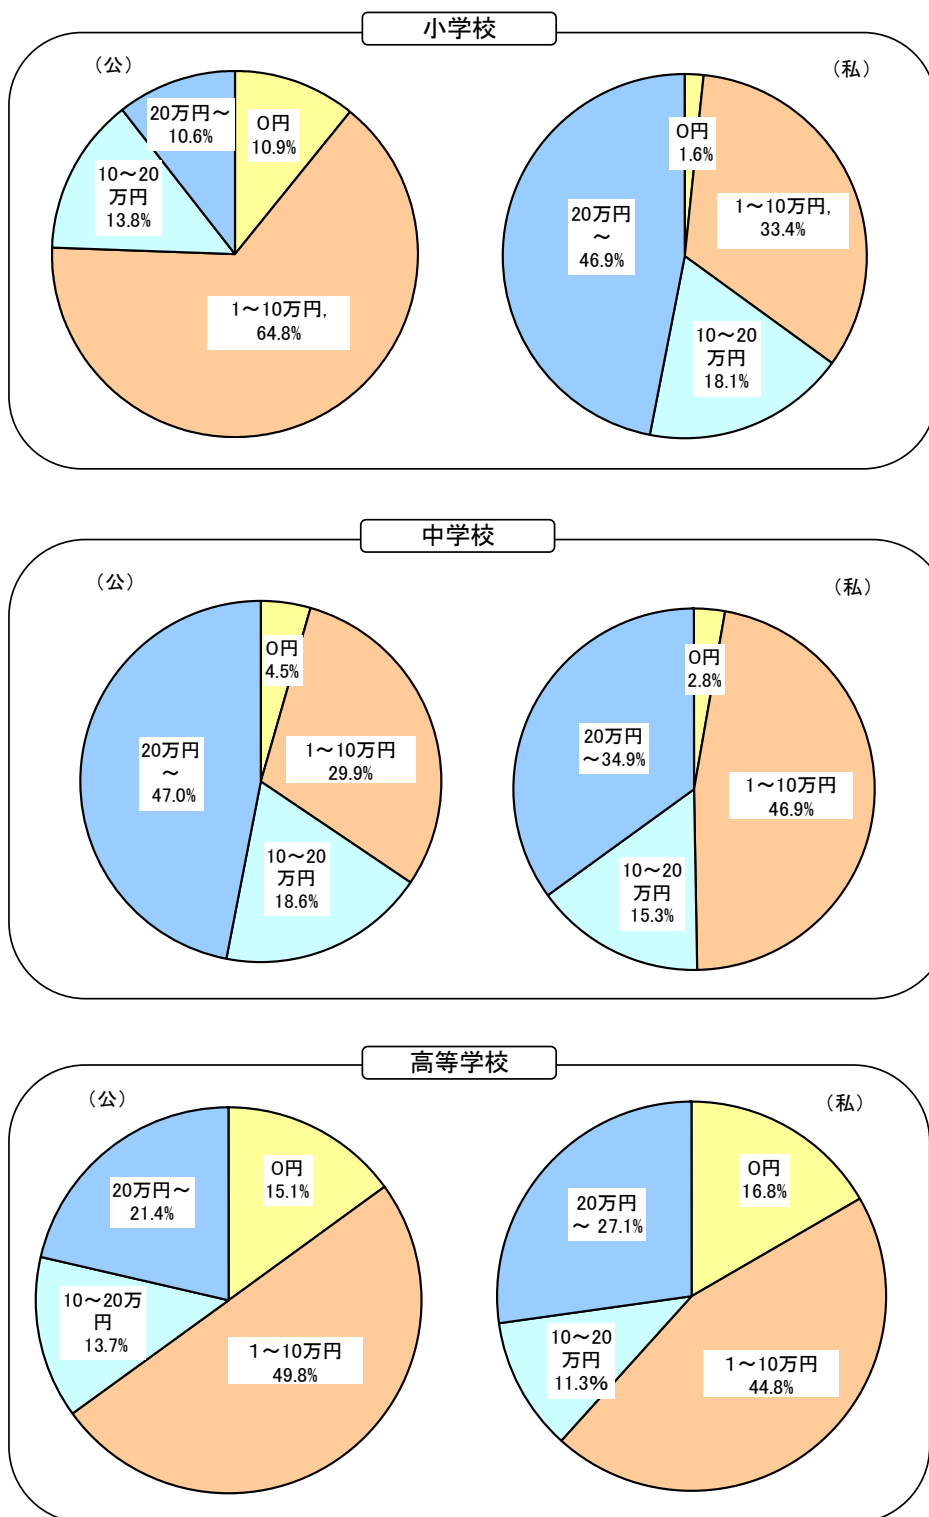 小学校
（公）
20万円～
10.6%
0円
10.9%
10～20
万円
13.8%
1～10万円,
64.8%
（私）
0円
1.6%
1～10万円,
33.4%
20万円
～
46.9%
10～20
万円
18.1%
中学校
（公）
0円
4.5%
1～10万円
29.9%
20万円
～
47.0%
10～20
万円
18.6%
（私）
0円
2.8%
20万円
～34.9%
1～10万円
46.9%
10～20
万円
15.3%
高等学校
（公）
0円
15.1%
20万円～
21.4%
10～20万
円
13.7%
1～10万円
49.8%
（私）
0円
16.8%
20万円
～ 27.1%
10～20
万円
11.3％
1～10万円
44.8%